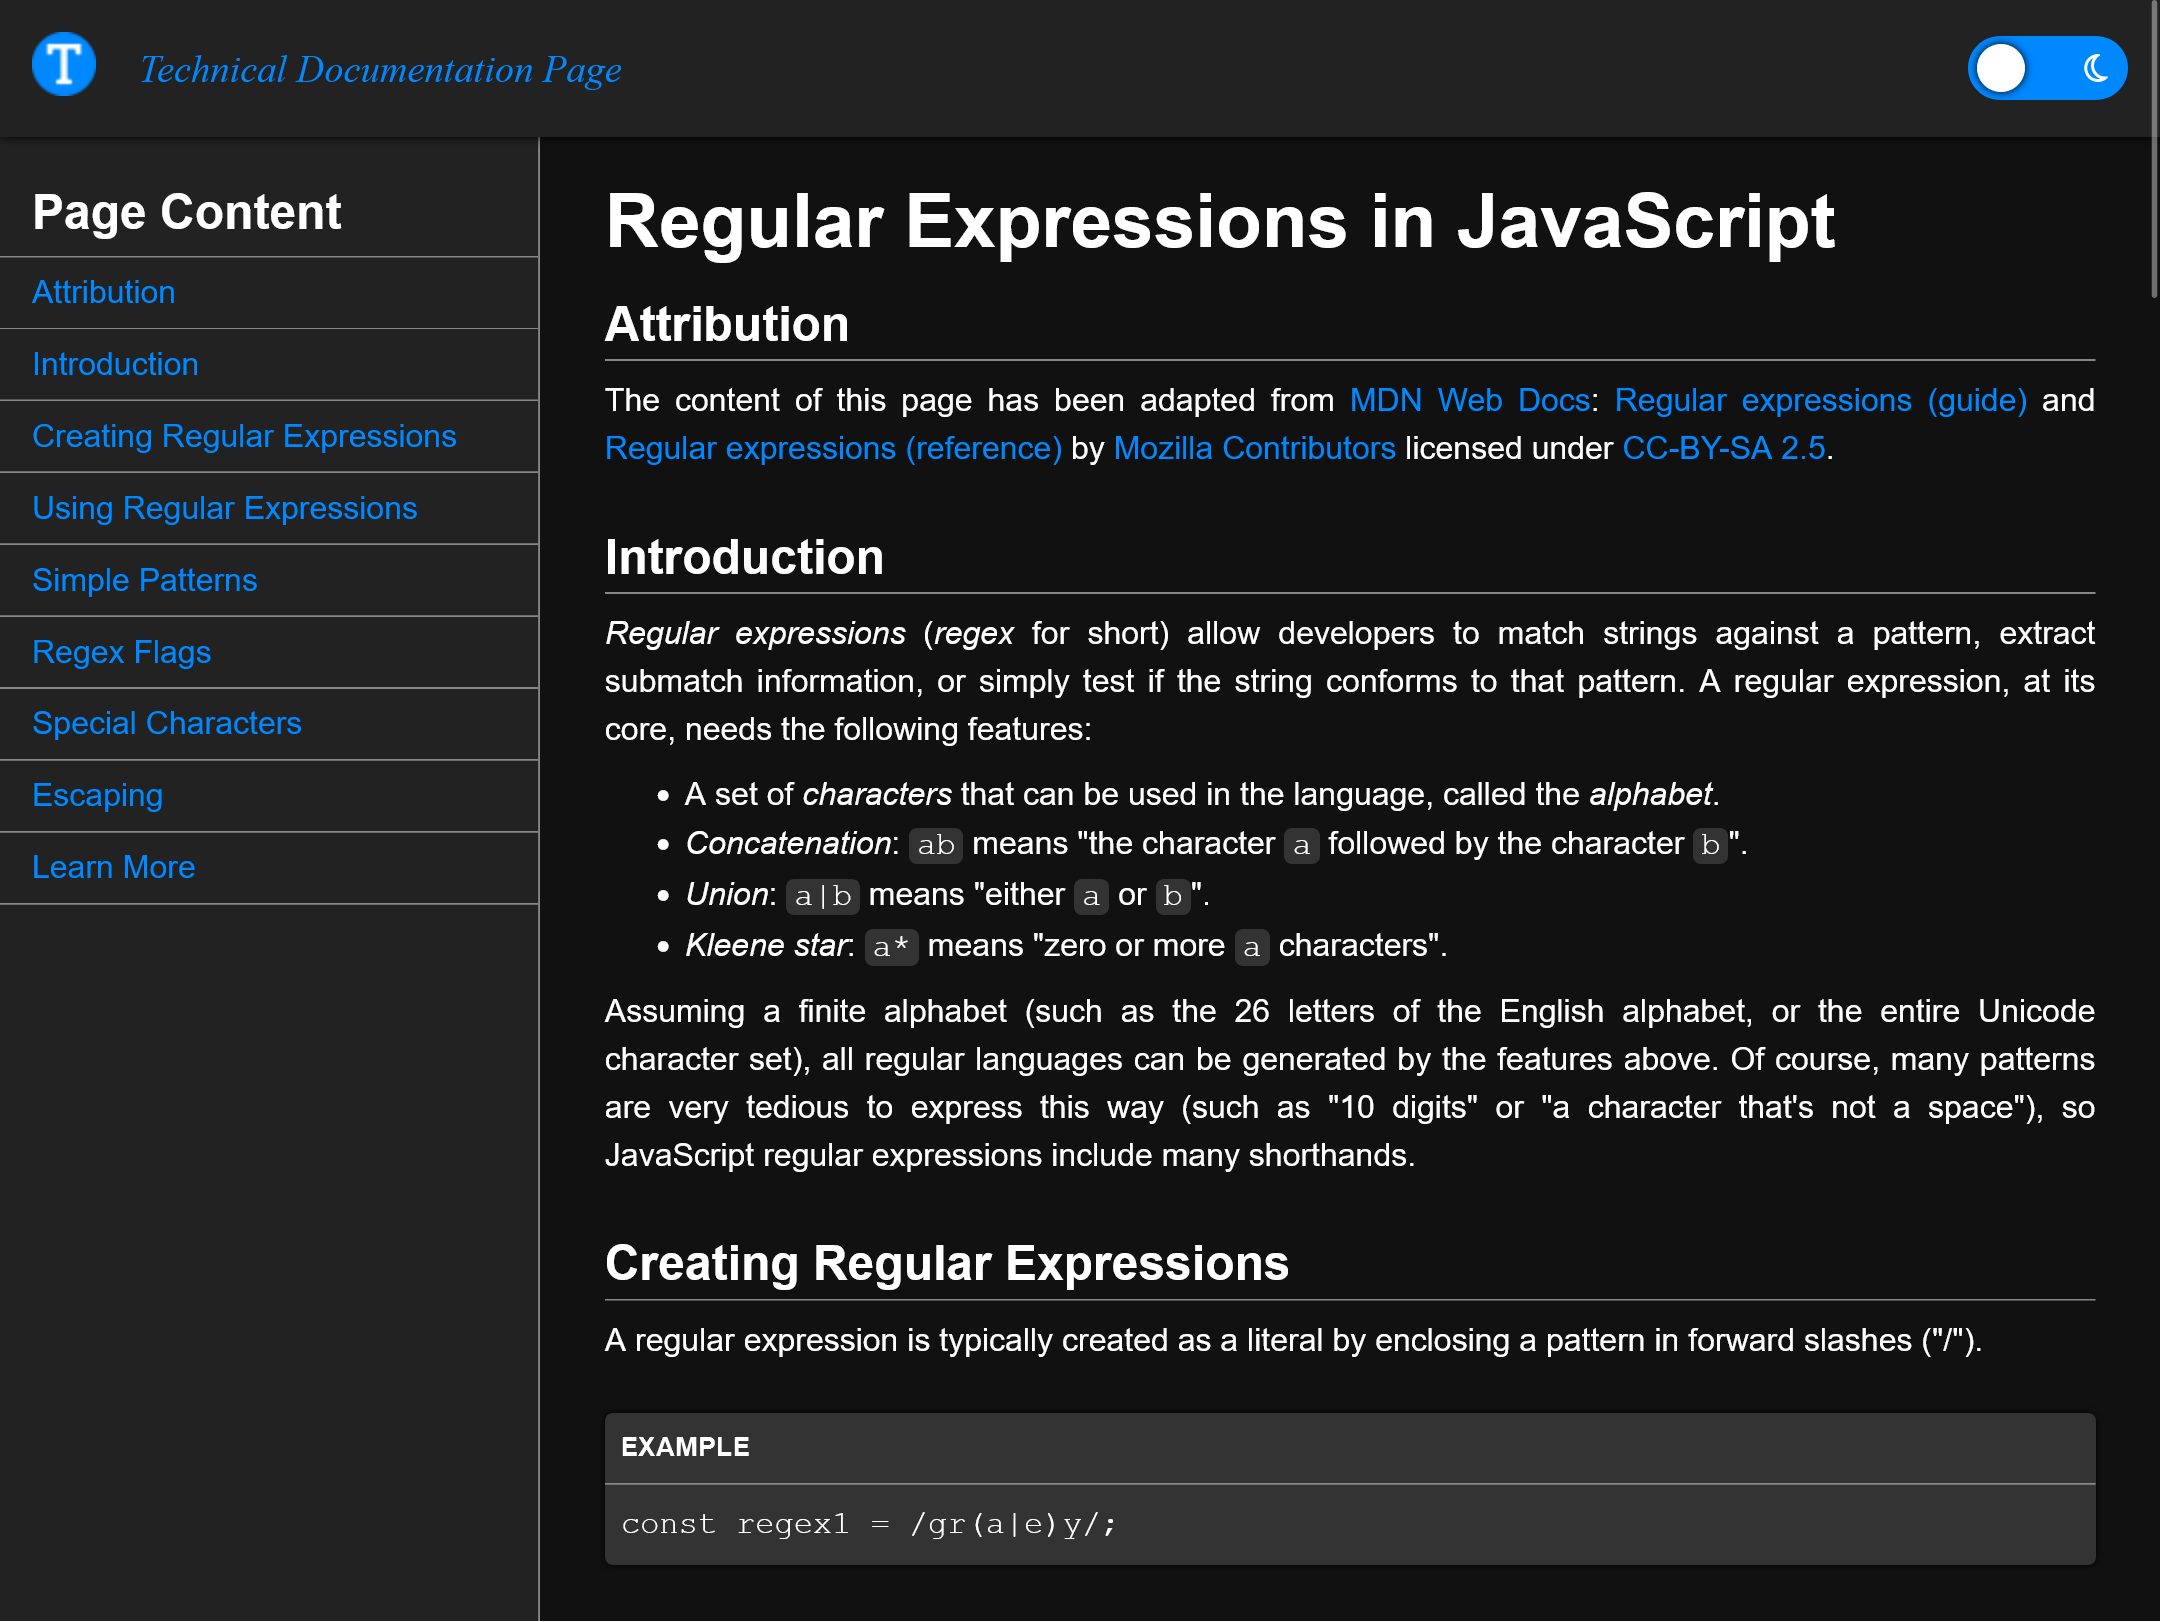 T
Technical Documentation Page
Page Content
Attribution
Introduction
Creating Regular Expressions
Using Regular Expressions
Simple Patterns
Regex Flags
Special Characters
Escaping
Learn More
Regular Expressions in JavaScript
Attribution
The content of this page has been adapted from MDN Web Docs: Regular expressions (guide) and
Regular expressions (reference) by Mozilla Contributors licensed under CC-BY-SA 2.5.
Introduction
Regular expressions (regex for short) allow developers to match strings against a pattern, extract
submatch information, or simply test if the string conforms to that pattern. A regular expression, at its
core, needs the following features:
• A set of characters that can be used in the language, called the alphabet.
• Concatenation: ab means "the character a followed by the character b".
• Union: a|b means "either a or b".
• Kleene star: a* means "zero or more a characters".
Assuming a finite alphabet (such as the 26 letters of the English alphabet, or the entire Unicode
character set), all regular languages can be generated by the features above. Of course, many patterns
are very tedious to express this way (such as "10 digits" or "a character that's not a space"), so
JavaScript regular expressions include many shorthands.
Creating Regular Expressions
A regular expression is typically created as a literal by enclosing a pattern in forward slashes ("/").
EXAMPLE
const regex1 = /gr(a|e)y/;